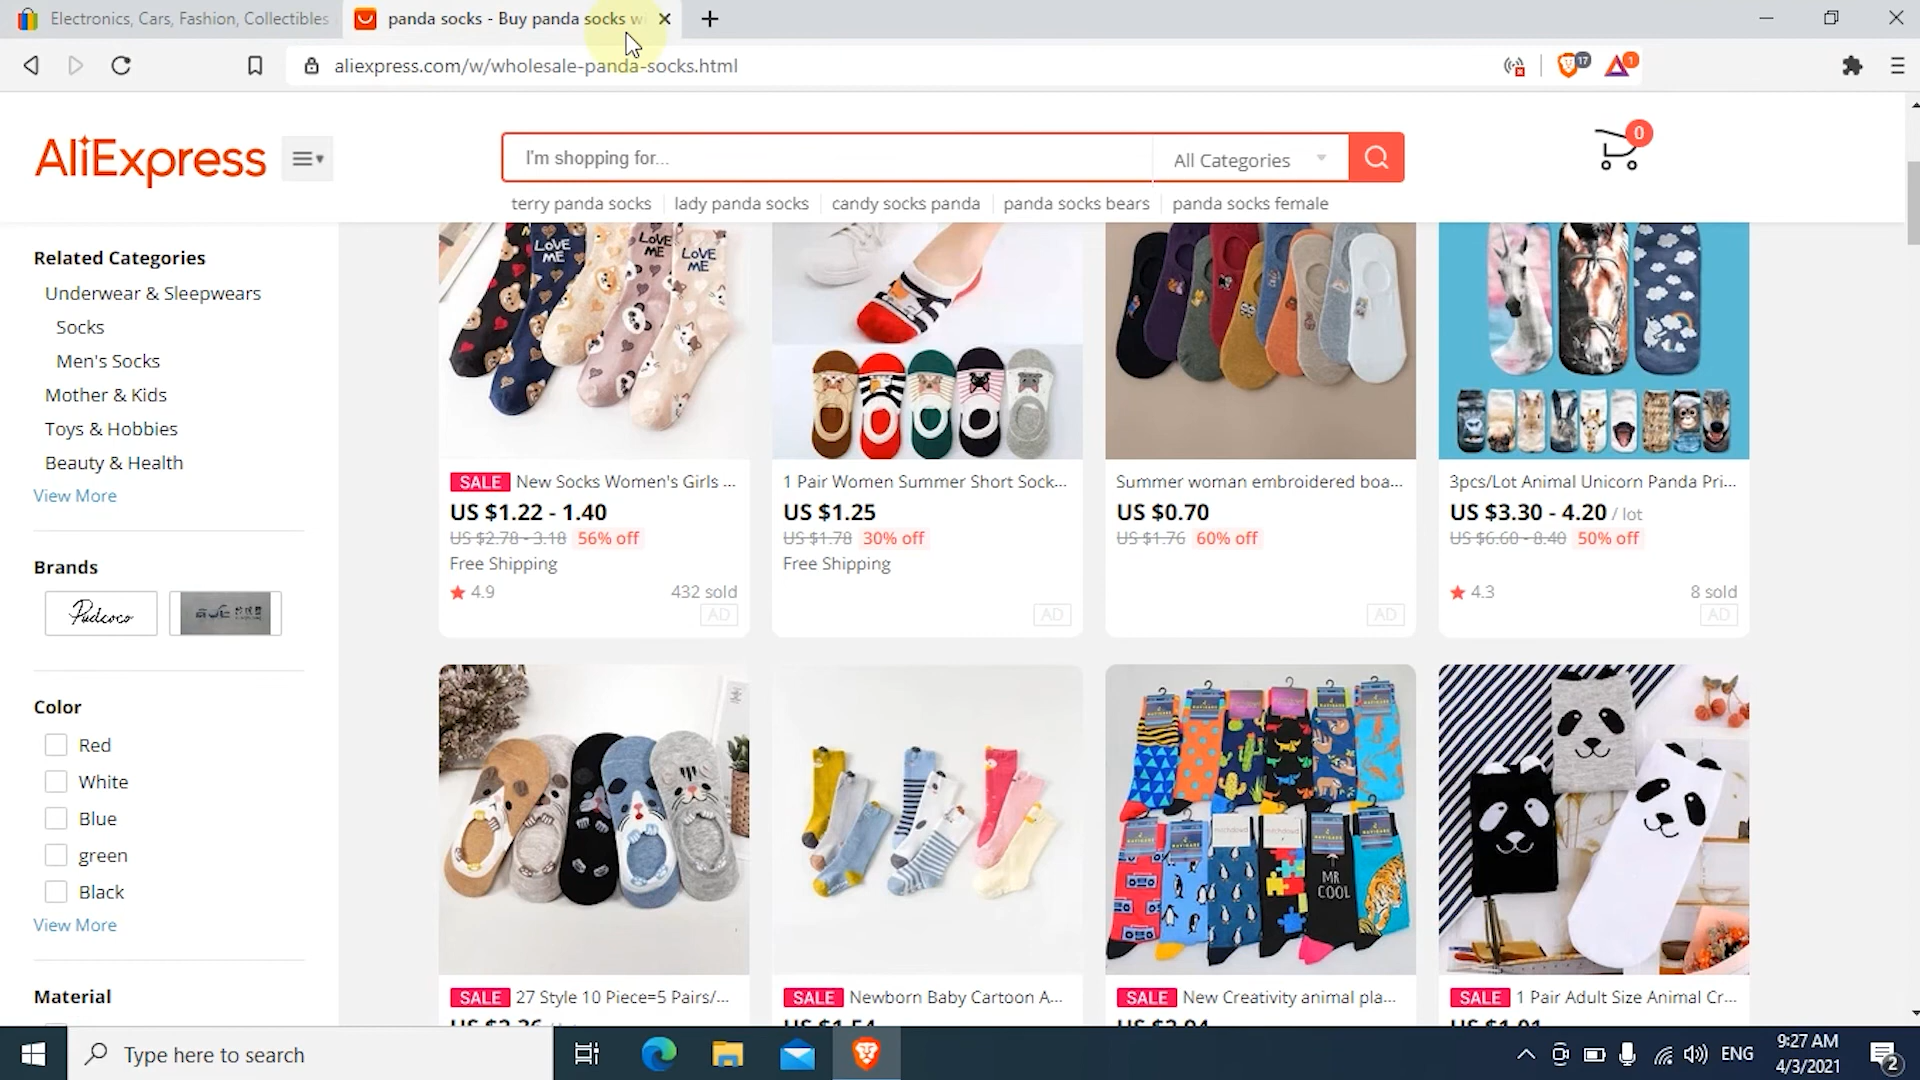 Electronics, Cars, Fashion, Collectibles
panda socks - Buy panda socks wi
aliexpress.com/w/wholesale-panda-socks.html
17
1
AliExpress
I'm shopping for...
All Categories
0
terry panda socks
lady panda socks
candy socks panda
panda socks bears
panda socks female
Related Categories
Underwear & Sleepwears
Socks
Men's Socks
Mother & Kids
Toys & Hobbies
Beauty & Health
View More
Brands
Pudcoco
Color
Red
White
Blue
green
Black
View More
Material
LOVE ME
LOVE ME
LOVE ME
SALE New Socks Women's Girls ...
US $1.22 - 1.40
US $2.78 - 3.18 56% off
Free Shipping
4.9
432 sold
AD
1 Pair Women Summer Short Sock...
US $1.25
US $1.78 30% off
Free Shipping
AD
Summer woman embroidered boa...
US $0.70
US $1.76 60% off
AD
3pcs/Lot Animal Unicorn Panda Pri...
US $3.30 - 4.20 / lot
US $6.60 - 8.40 50% off
4.3
8 sold
AD
SALE 27 Style 10 Piece=5 Pairs/...
SALE Newborn Baby Cartoon A...
MR COOL
SALE New Creativity animal pla...
SALE 1 Pair Adult Size Animal Cr...
Type here to search
ENG
9:27 AM
4/3/2021
2